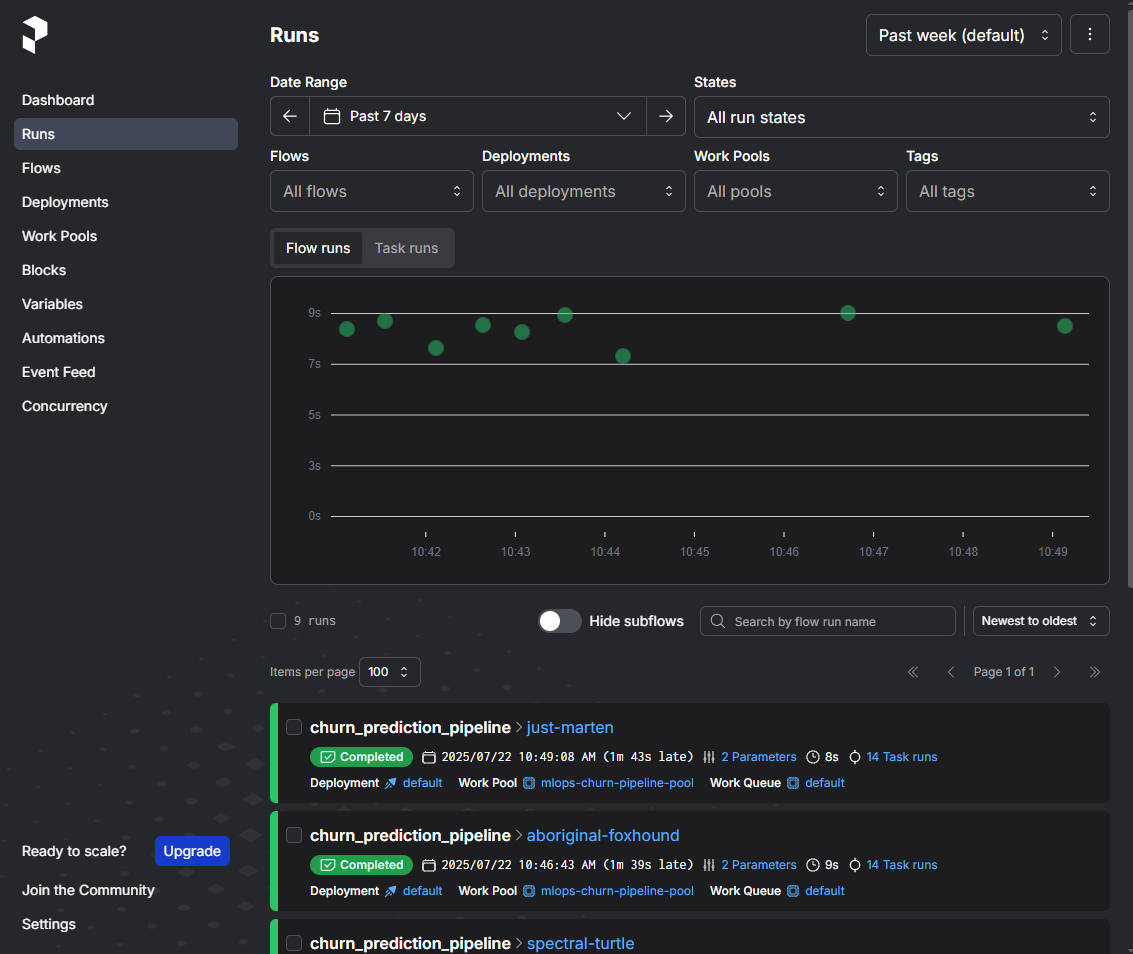 Runs
Past week (default)
Dashboard
Runs
Flows
Deployments
Work Pools
Blocks
Variables
Automations
Event Feed
Concurrency
Date Range
States
Past 7 days
All run states
Flows
Deployments
Work Pools
Tags
All flows
All deployments
All pools
All tags
Flow runs
Task runs
9s
7s
5s
3s
0s
10:42 10:43 10:44 10:45 10:46 10:47 10:48 10:49
9 runs
Hide subflows
Search by flow run name
Newest to oldest
Items per page 100
Page 1 of 1
churn_prediction_pipeline just-marten
Completed 2025/07/22 10:49:08 AM (1m 43s late) 2 Parameters 8s 14 Task runs
Deployment default Work Pool mlops-churn-pipeline-pool Work Queue default
churn_prediction_pipeline aboriginal-foxhound
Completed 2025/07/22 10:46:43 AM (1m 39s late) 2 Parameters 9s 14 Task runs
Deployment default Work Pool mlops-churn-pipeline-pool Work Queue default
churn_prediction_pipeline spectral-turtle
Ready to scale?
Upgrade
Join the Community
Settings